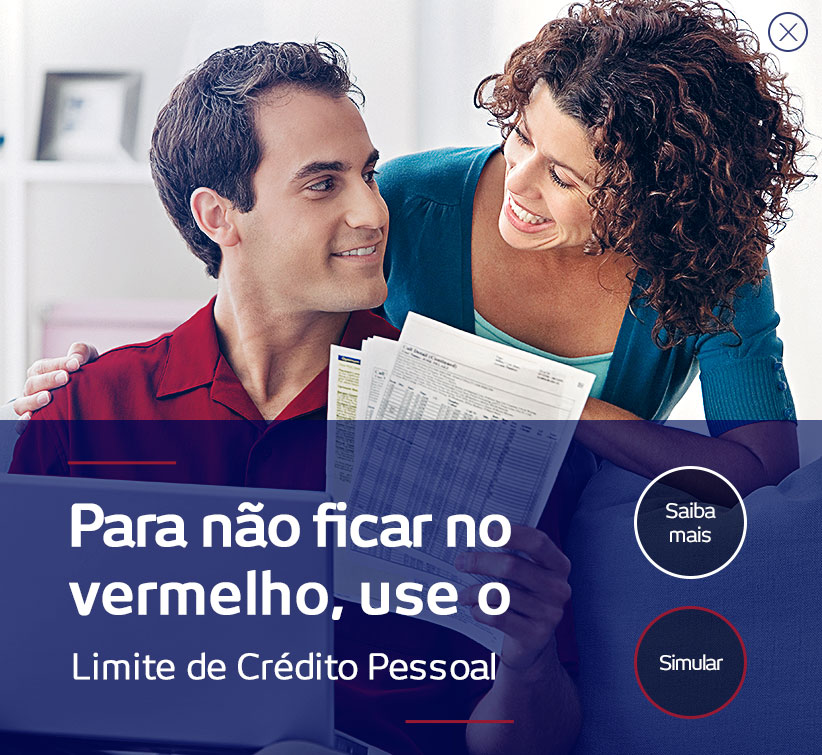 Para não ficar no
vermelho, use o
Limite de Crédito Pessoal
Saiba
mais
Simular